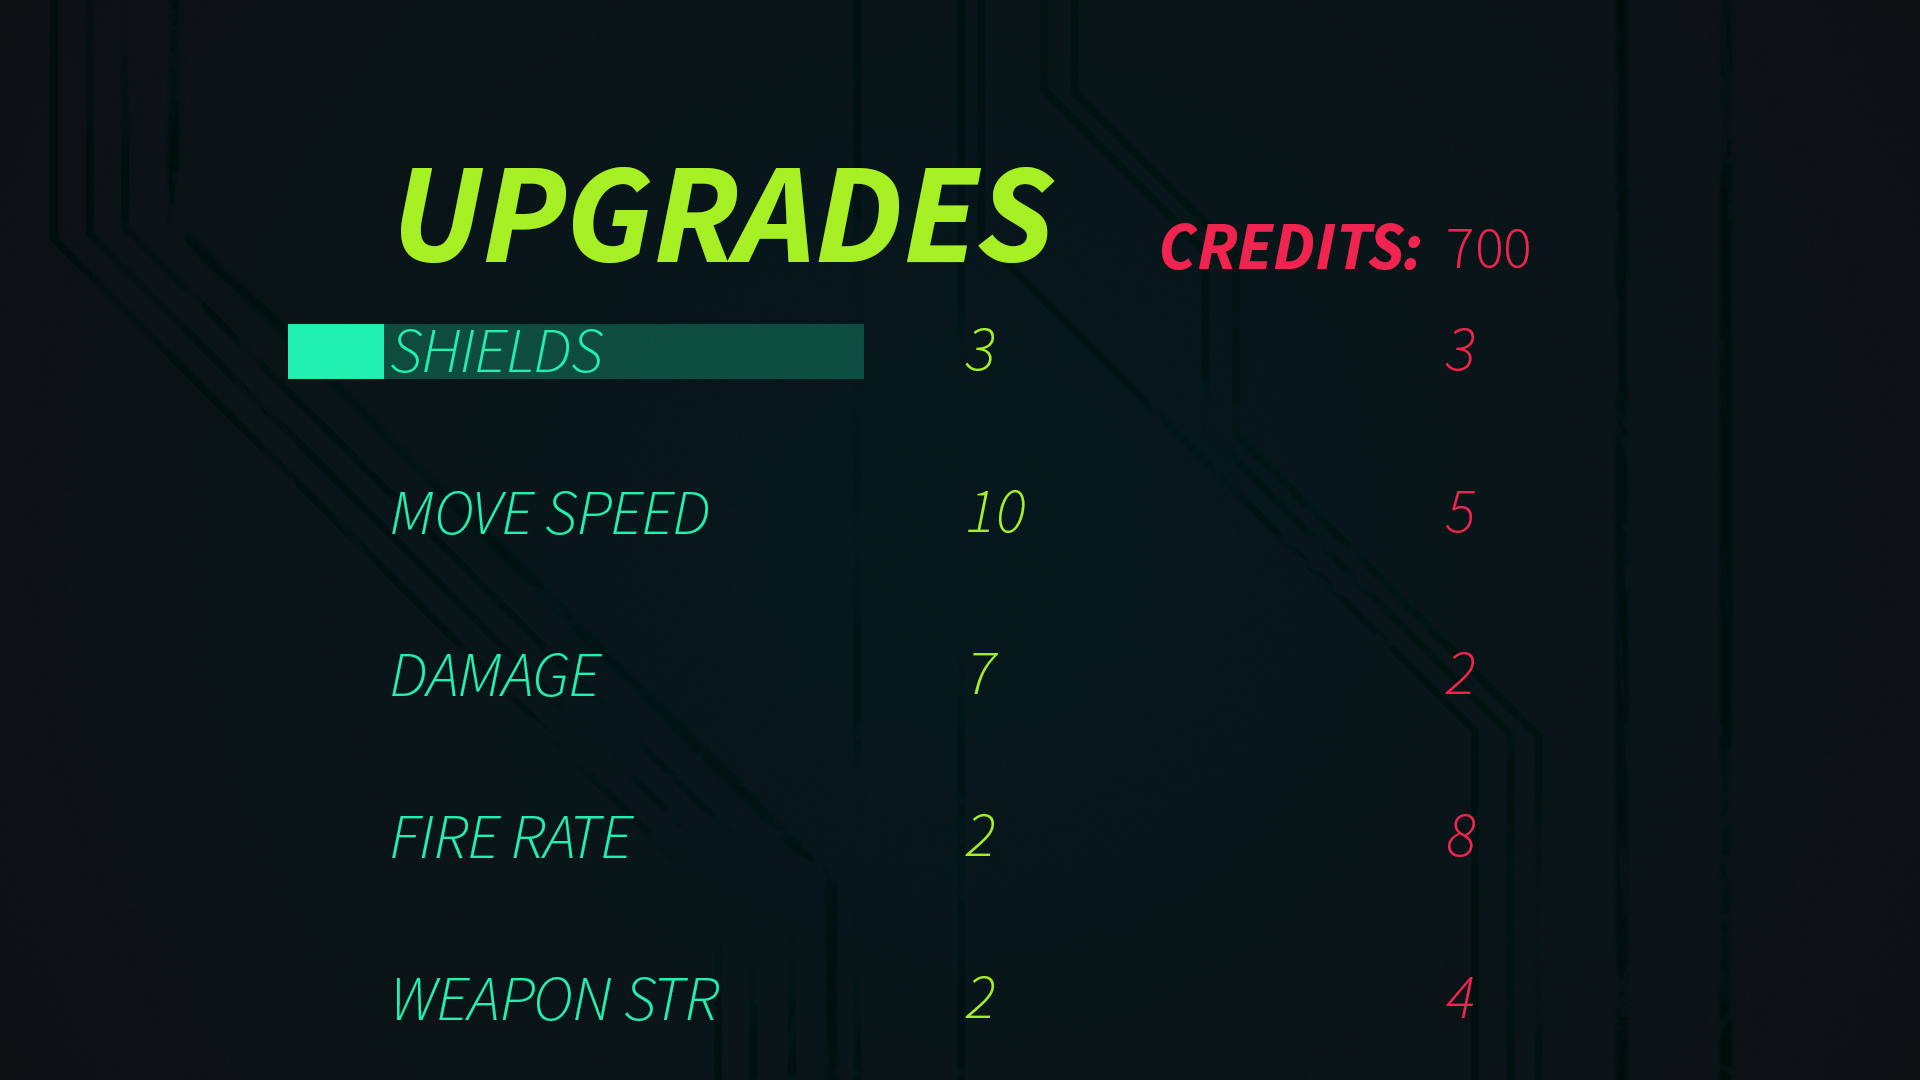 UPGRADES CREDITS: 700
SHIELDS 3 3
MOVE SPEED 10 5
DAMAGE 7 2
FIRE RATE 2 8
WEAPON STR 2 4